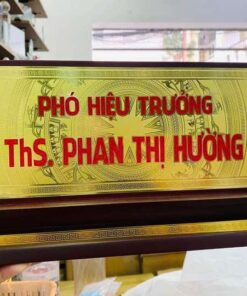 PHÓ HIỆU TRƯỞNG
ThS. PHAN THỊ HƯỜNG